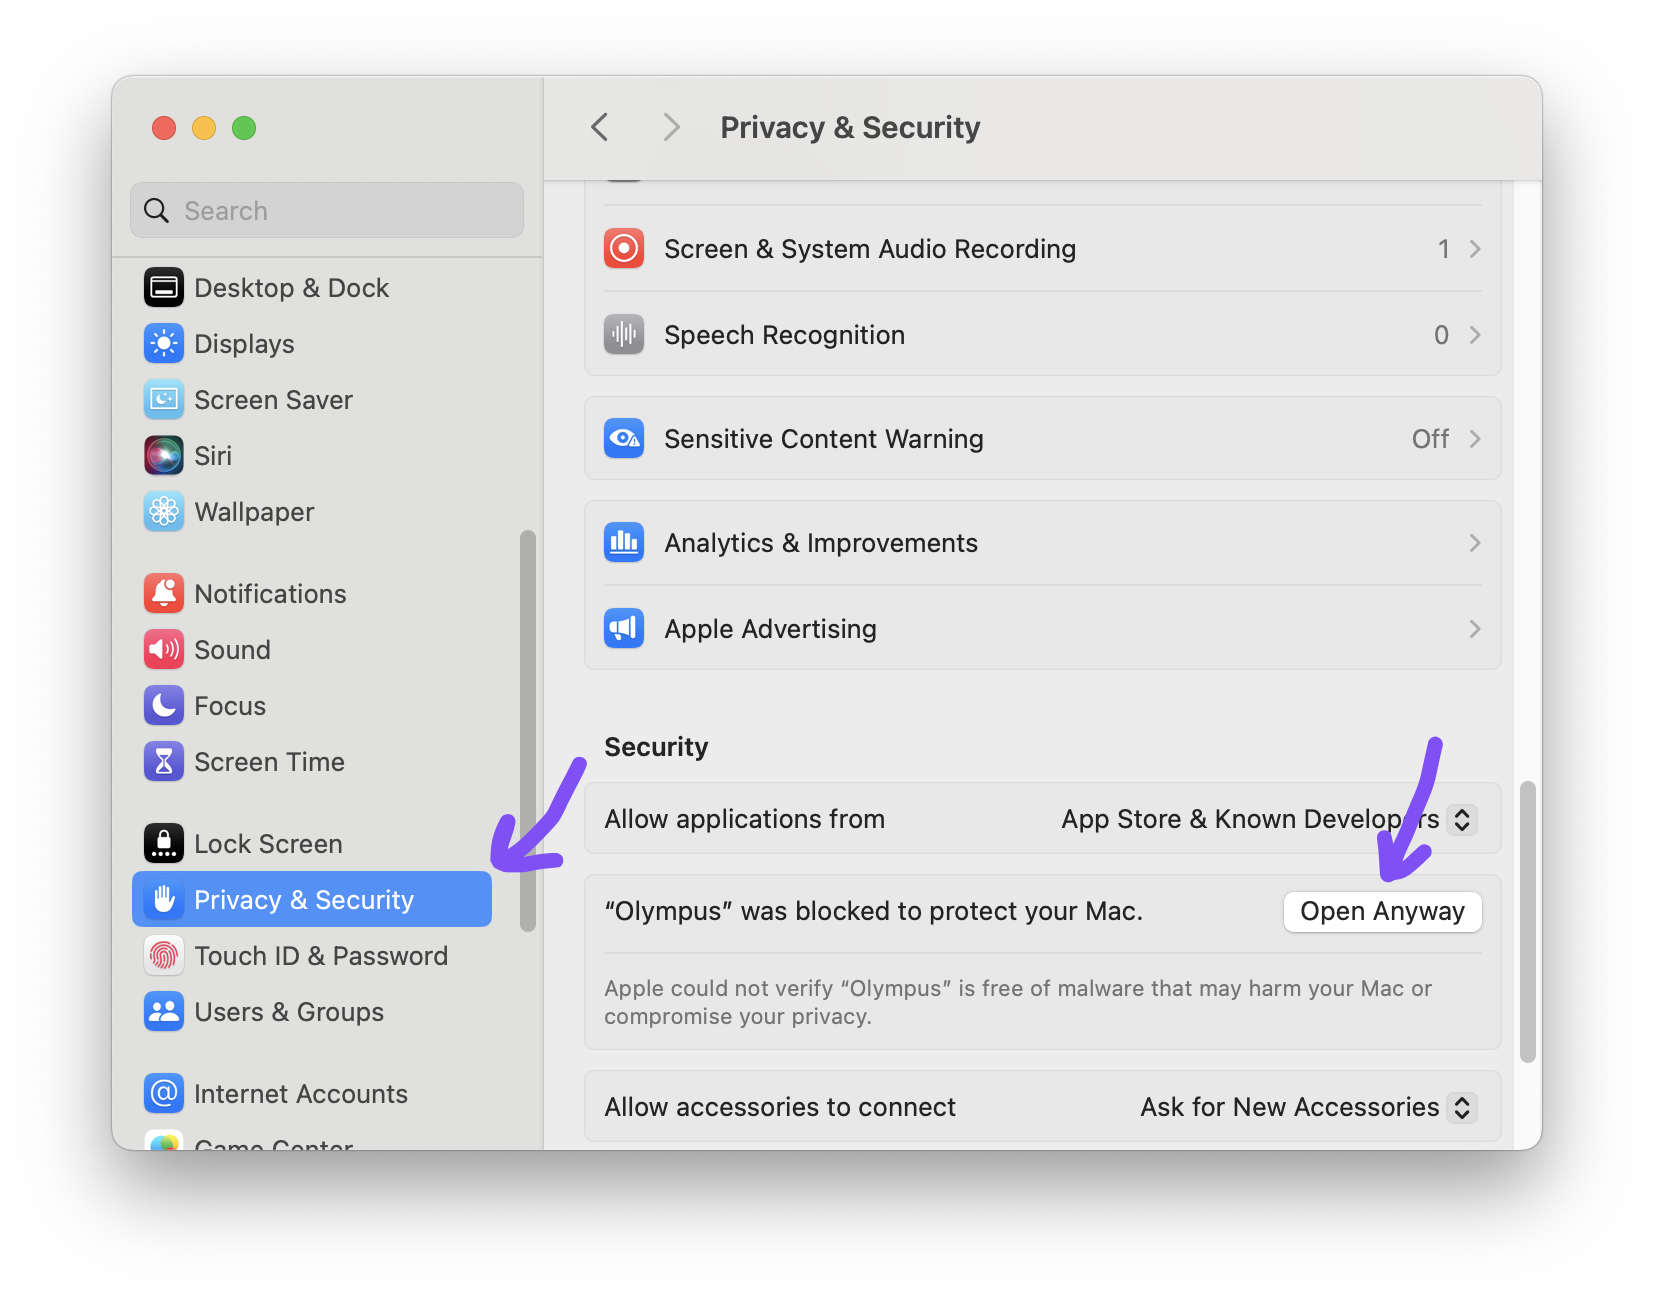 Search
Desktop & Dock
Displays
Screen Saver
Siri
Wallpaper
Notifications
Sound
Focus
Screen Time
Lock Screen
Privacy & Security
Touch ID & Password
Users & Groups
Internet Accounts
Game Center
Privacy & Security
Screen & System Audio Recording 1
Speech Recognition 0
Sensitive Content Warning Off
Analytics & Improvements
Apple Advertising
Security
Allow applications from App Store & Known Developers
“Olympus” was blocked to protect your Mac. Open Anyway
Apple could not verify “Olympus” is free of malware that may harm your Mac or
compromise your privacy.
Allow accessories to connect Ask for New Accessories